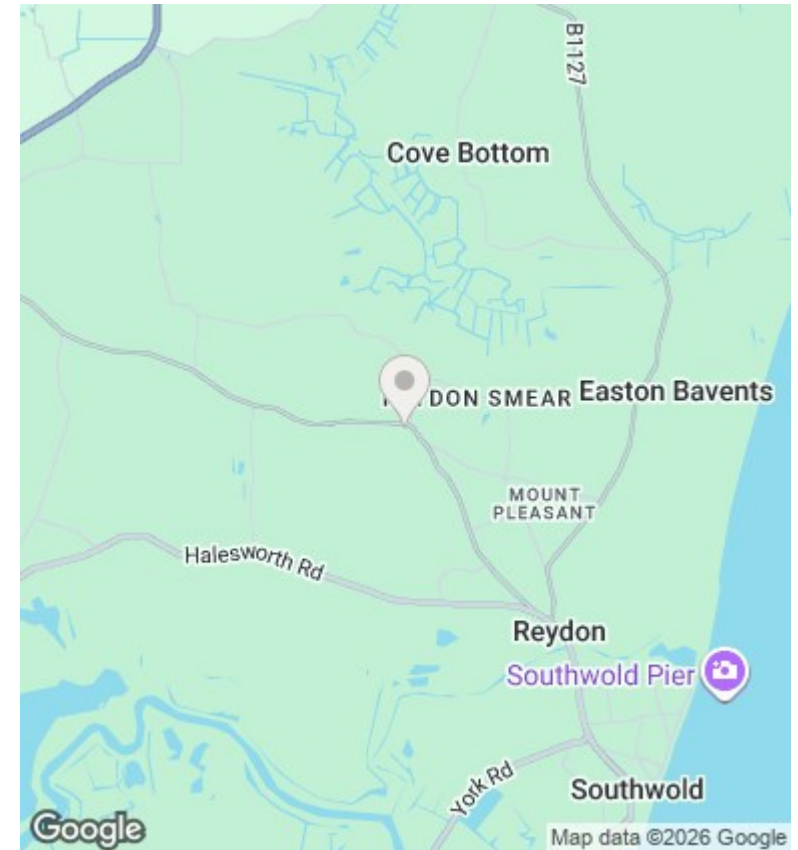 B1127
Cove Bottom
DON SMEAR
Easton Bavents
MOUNT
PLEASANT
Halesworth Rd
Reydon
Southwold Pier
York Rd
Southwold
Google
Map data ©2026 Google